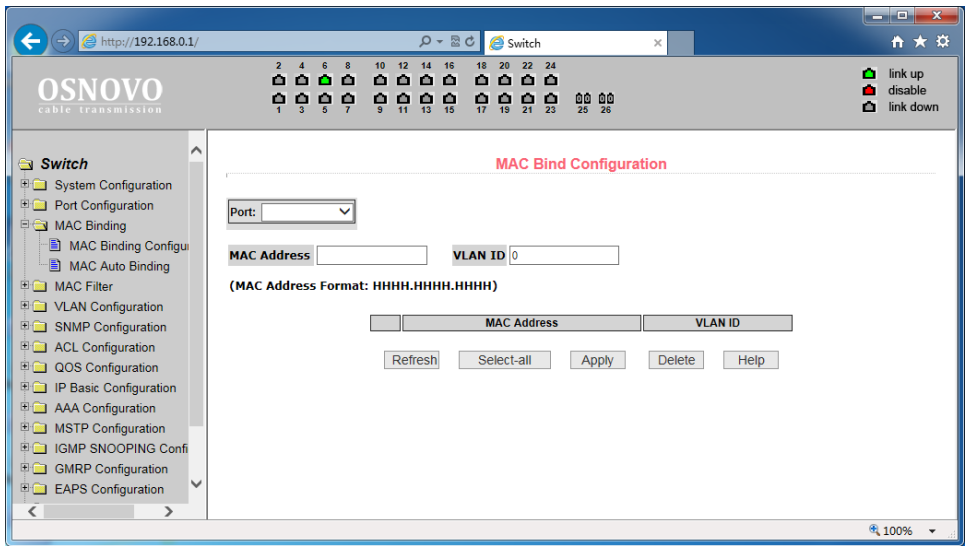 http://192.168.0.1/
Switch
OSNOVO
cable transmission
2 4 6 8 10 12 14 16 18 20 22 24
1 3 5 7 9 11 13 15 17 19 21 23 25 26
link up
disable
link down
Switch
System Configuration
Port Configuration
MAC Binding
MAC Binding Configu
MAC Auto Binding
MAC Filter
VLAN Configuration
SNMP Configuration
ACL Configuration
QOS Configuration
IP Basic Configuration
AAA Configuration
MSTP Configuration
IGMP SNOOPING Confi
GMRP Configuration
EAPS Configuration
MAC Bind Configuration
Port:
MAC Address VLAN ID 0
(MAC Address Format: HHHH.HHHH.HHHH)
MAC Address VLAN ID
Refresh Select-all Apply Delete Help
100%